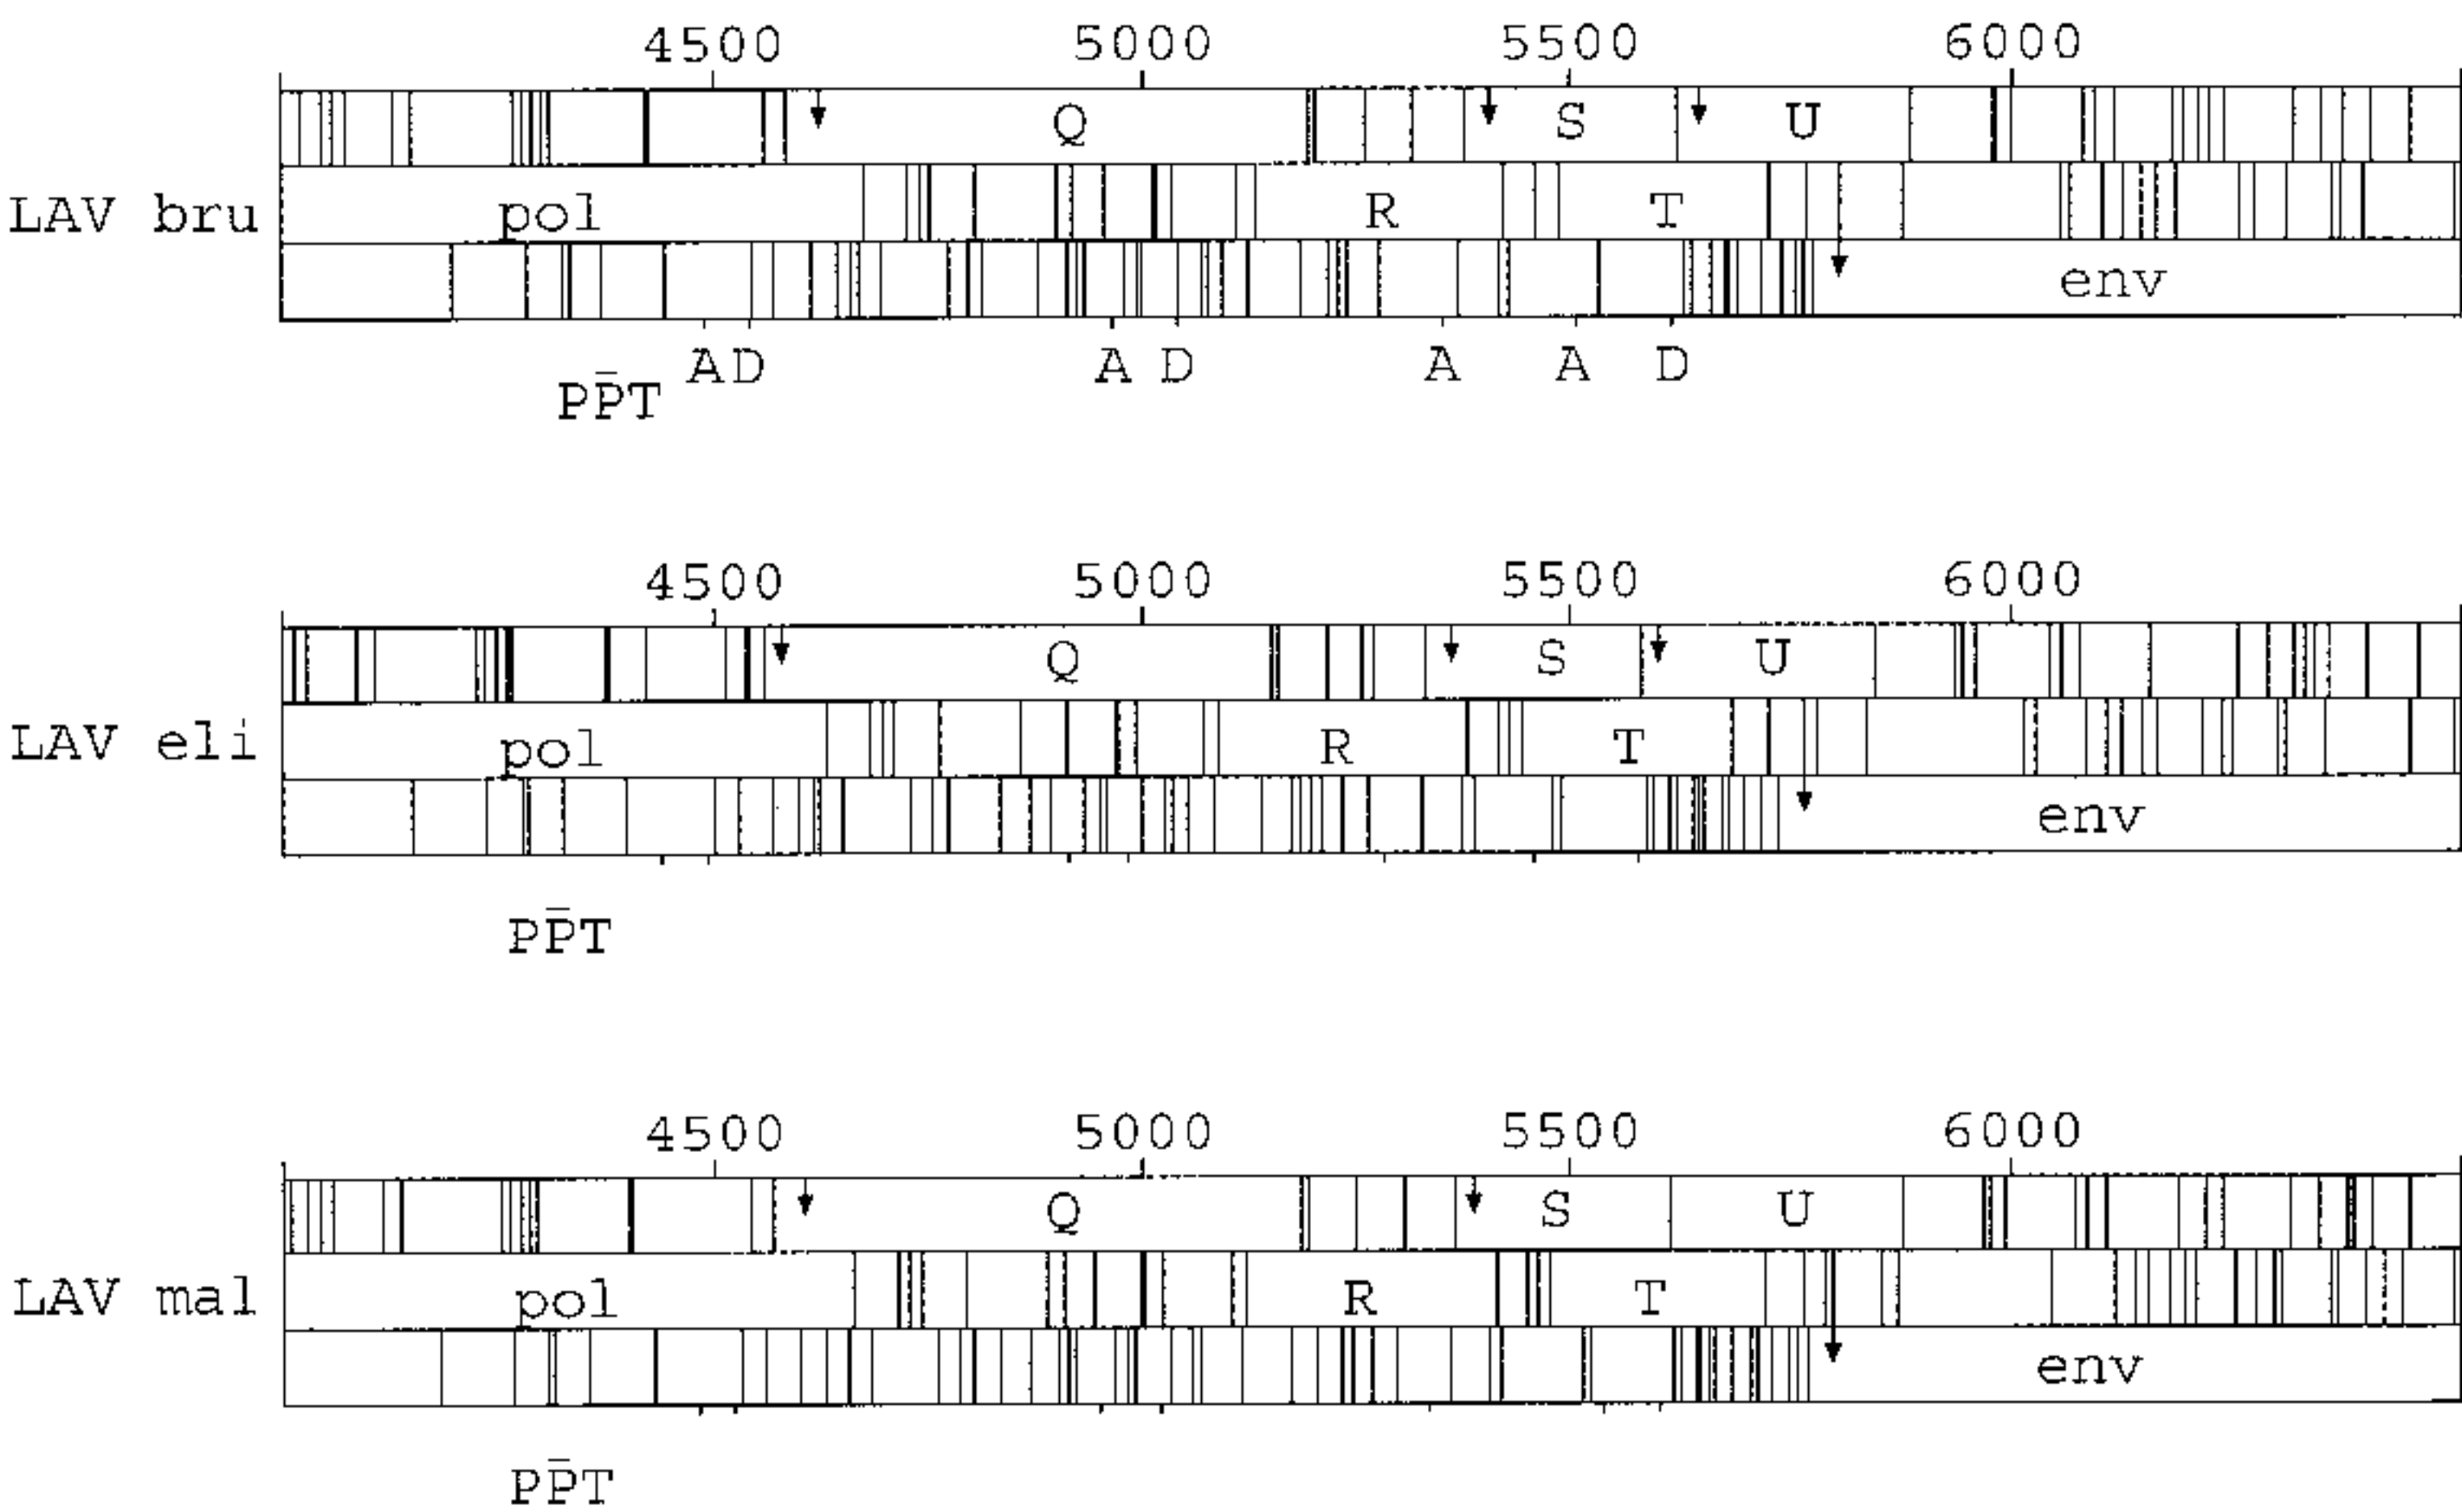 4500 5000 5500 6000
Q S U
LAV bru pol R T
env
A D A D A A D
PPT
4500 5000 5500 6000
Q S U
LAV eli pol R T
env
PPT
4500 5000 5500 6000
Q S U
LAV mal pol R T
env
PPT